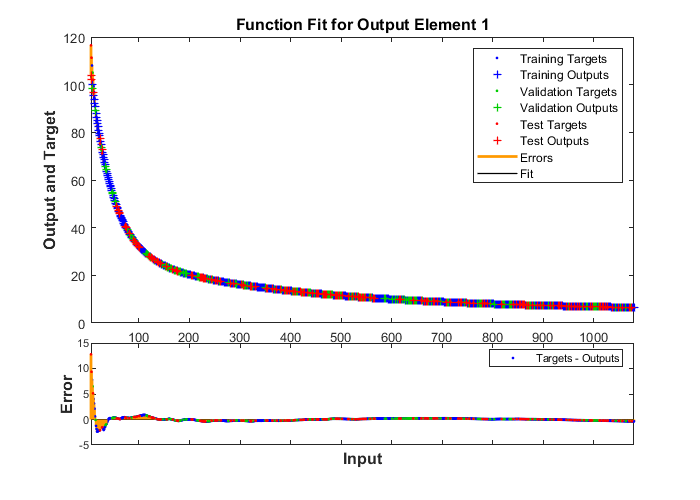 Function Fit for Output Element 1
Output and Target
120
100
80
60
40
20
0
Training Targets
Training Outputs
Validation Targets
Validation Outputs
Test Targets
Test Outputs
Errors
Fit
100 200 300 400 500 600 700 800 900 1000
Error
15
10
5
0
-5
Targets - Outputs
Input